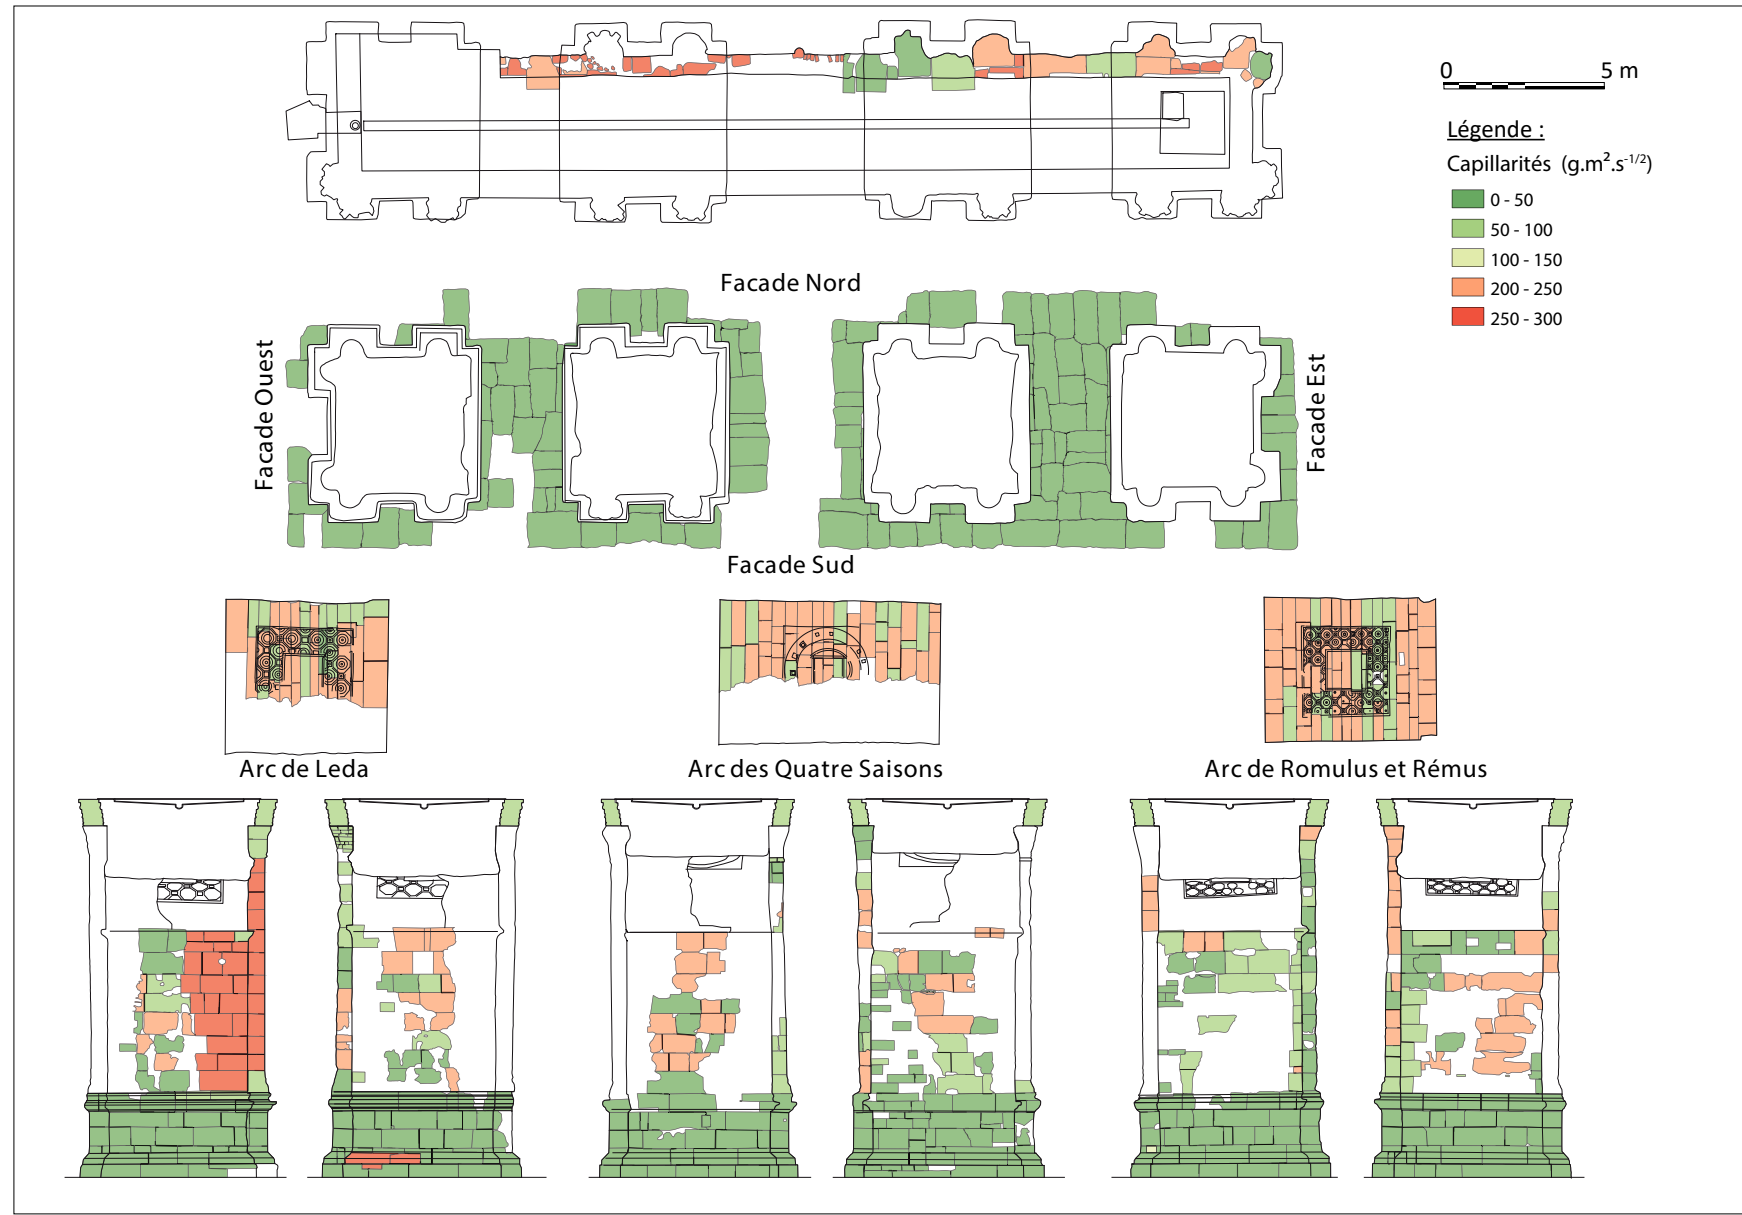 0 5 m
Légende :
Capillarités (g.m².s⁻¹/²)
0 - 50
50 - 100
100 - 150
200 - 250
250 - 300
Facade Nord
Facade Ouest
Facade Est
Facade Sud
Arc de Leda
Arc des Quatre Saisons
Arc de Romulus et Rémus